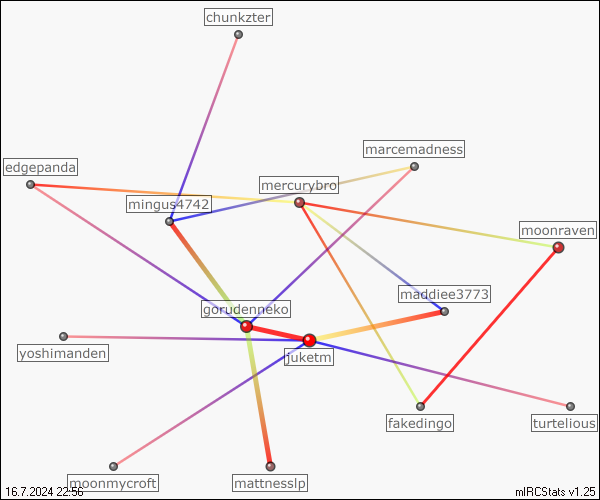 chunkzter
marcemadness
edgepanda
mercurybro
mingus4742
moonraven
maddiee3773
gorudenneko
yoshimanden
juketm
fakedingo
turtelious
moonmycroft
mattnesslp
16.7.2024 22:56
mIRCStats v1.25